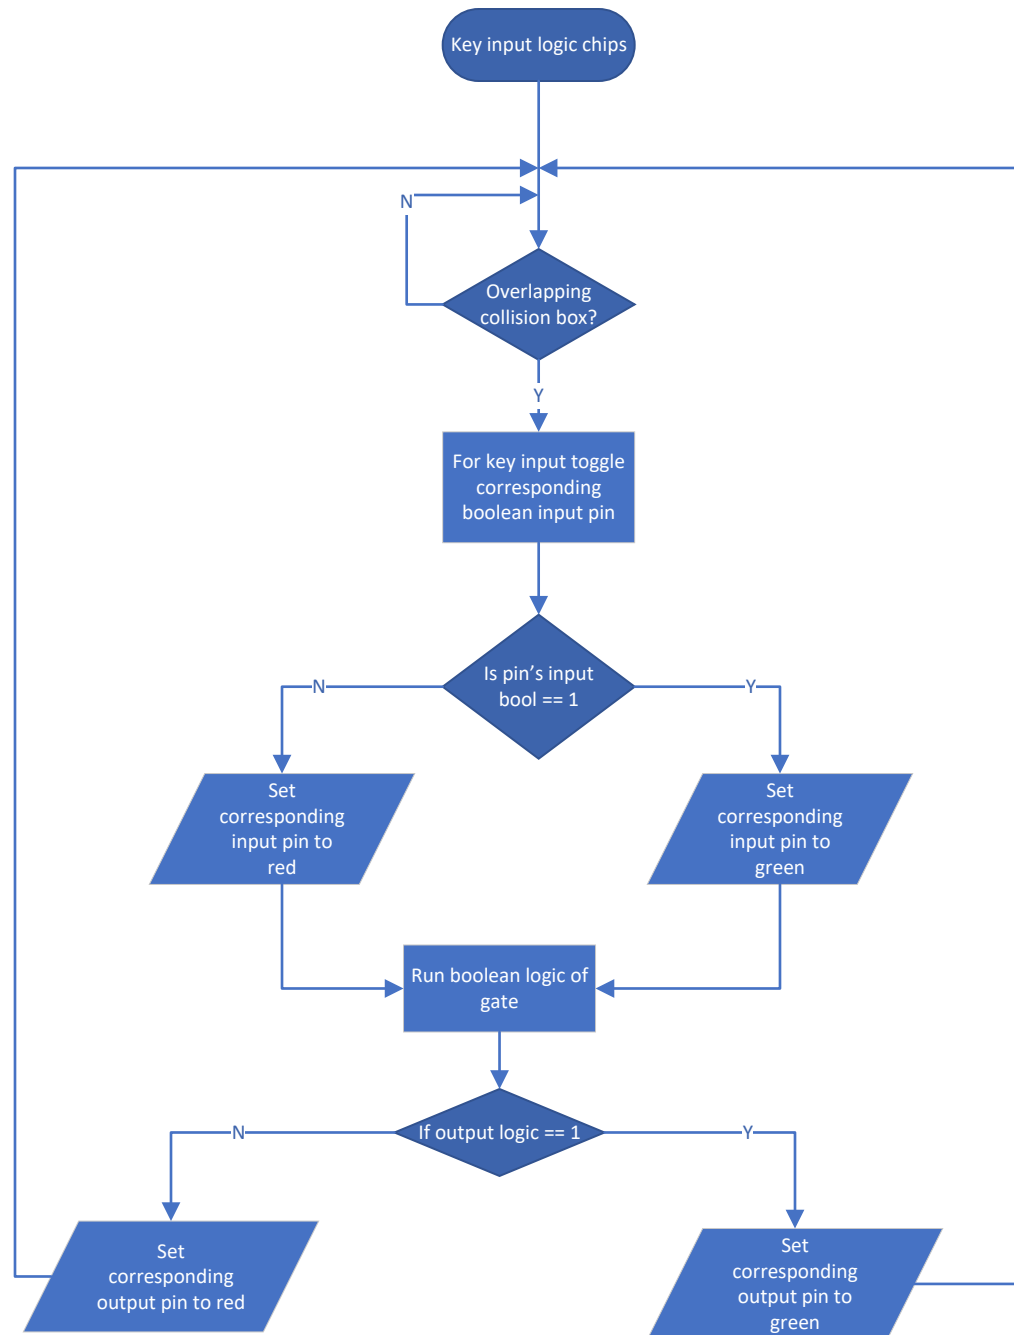 Key input logic chips
N
Overlapping
collision box?
Y
For key input toggle
corresponding
boolean input pin
Is pin’s input
bool == 1
N
Y
Set
corresponding
input pin to
red
Set
corresponding
input pin to
green
Run boolean logic of
gate
If output logic == 1
N
Y
Set
corresponding
output pin to red
Set
corresponding
output pin to
green